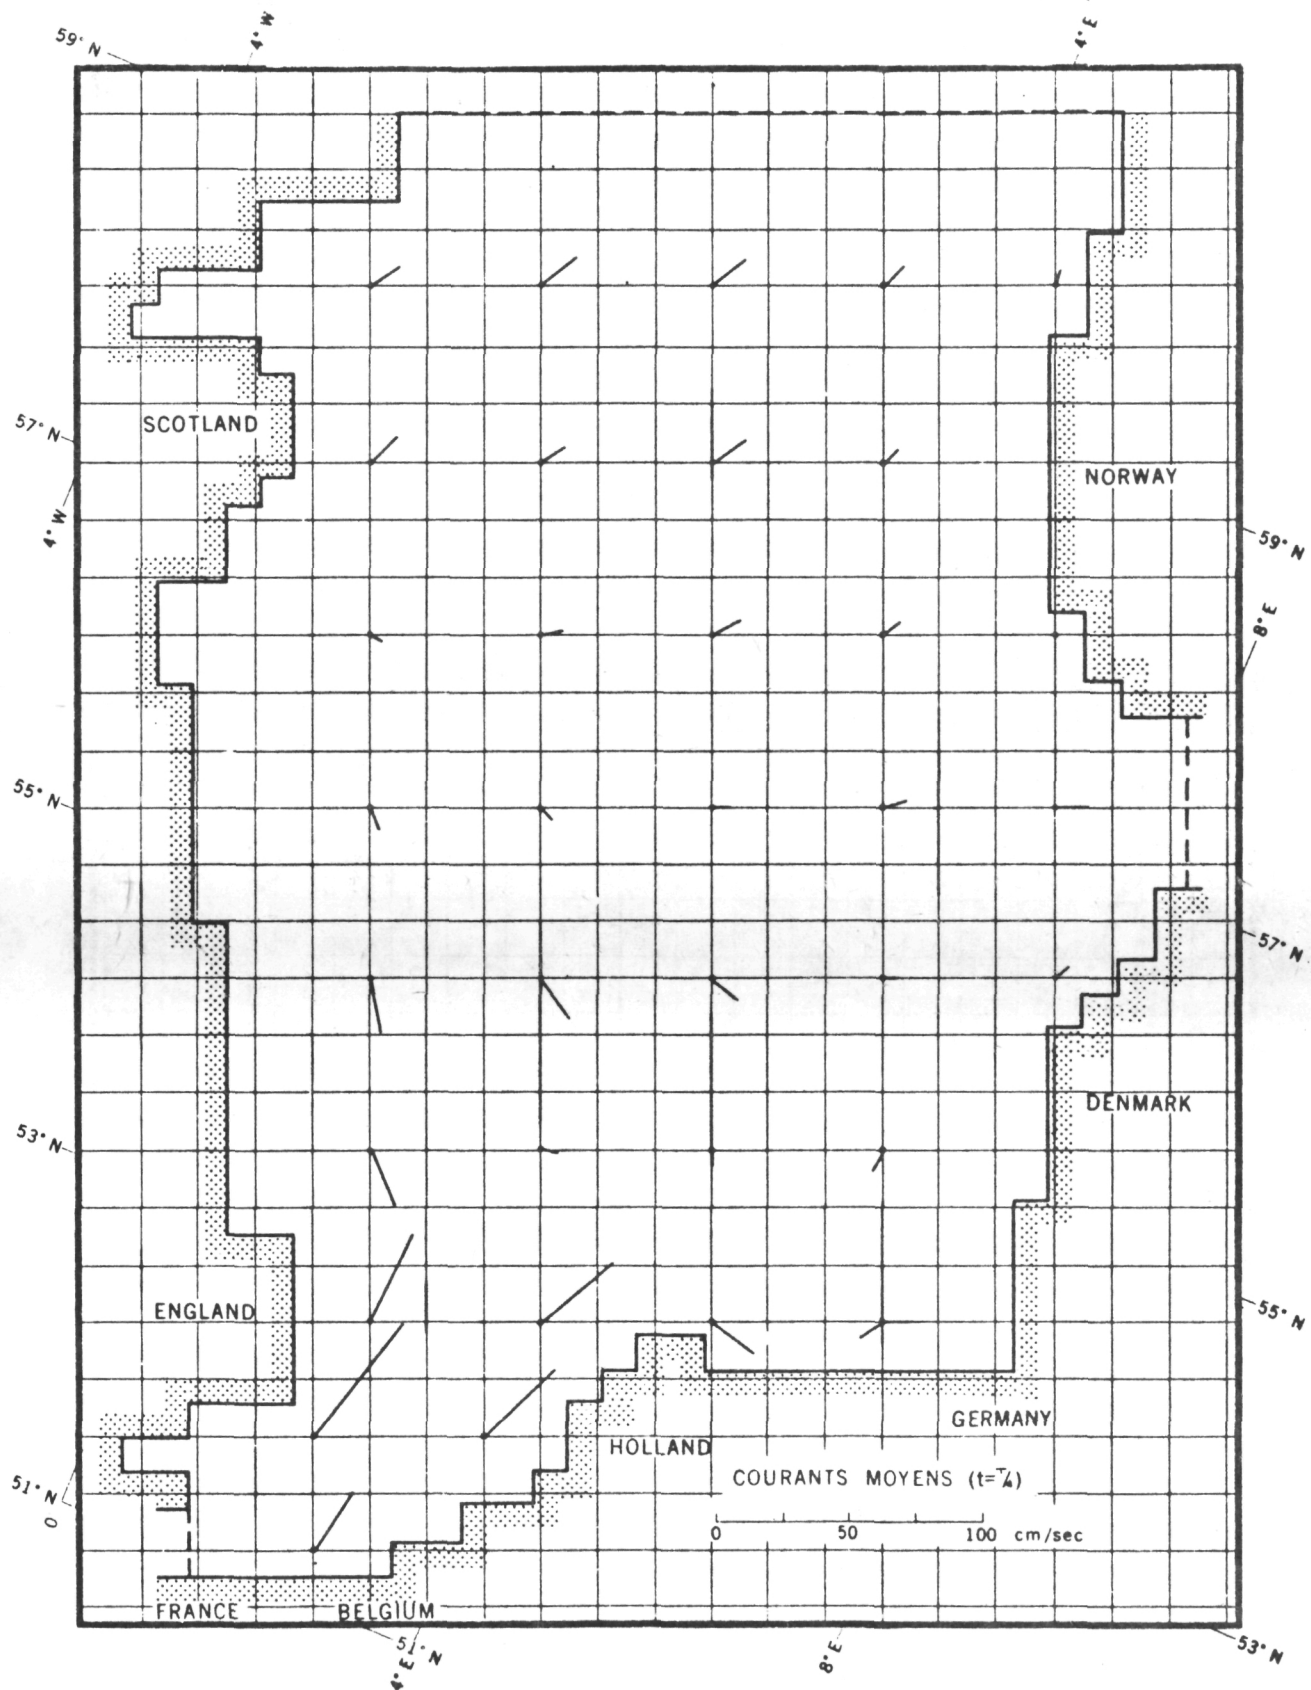 59° N
4° W
4° E
SCOTLAND
57° N
NORWAY
4° W
59° N
8° E
55° N
57° N
DENMARK
53° N
ENGLAND
55° N
GERMANY
HOLLAND
COURANTS MOYENS (t=T/4)
51° N
0
0 50 100 cm/sec
FRANCE BELGIUM
51° N
4° E
8° E
53° N